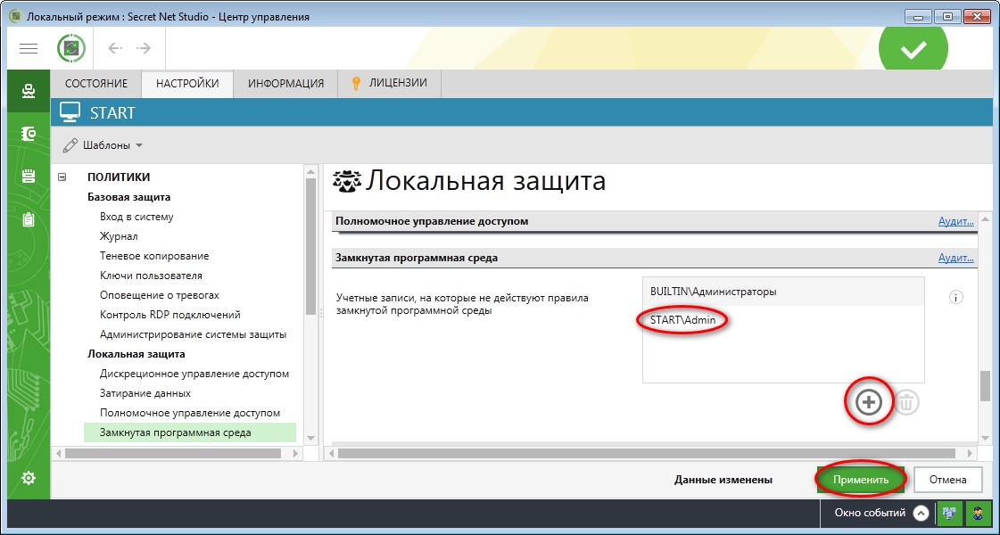 Локальный режим : Secret Net Studio - Центр управления
СОСТОЯНИЕ НАСТРОЙКИ ИНФОРМАЦИЯ ЛИЦЕНЗИИ
START
Шаблоны
ПОЛИТИКИ
Базовая защита
Вход в систему
Журнал
Теневое копирование
Ключи пользователя
Оповещение о тревогах
Контроль RDP подключений
Администрирование системы защиты
Локальная защита
Дискреционное управление доступом
Затирание данных
Полномочное управление доступом
Замкнутая программная среда
Локальная защита
Полномочное управление доступом Аудит...
Замкнутая программная среда Аудит...
Учетные записи, на которые не действуют правила
замкнутой программной среды
BUILTIN\Администраторы
START\Admin
Данные изменены Применить Отмена
Окно событий